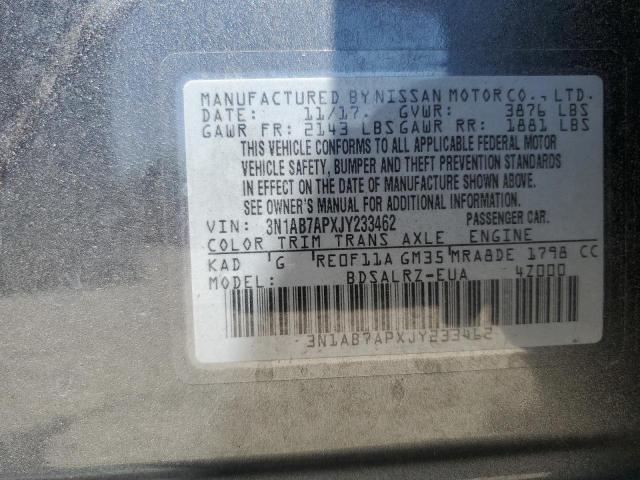 MANUFACTURED BY NISSAN MOTOR CO., LTD.
DATE: 11/17 GVWR: 3876 LBS
GAWR FR: 2143 LBS GAWR RR: 1881 LBS
THIS VEHICLE CONFORMS TO ALL APPLICABLE FEDERAL MOTOR
VEHICLE SAFETY, BUMPER AND THEFT PREVENTION STANDARDS
IN EFFECT ON THE DATE OF MANUFACTURE SHOWN ABOVE.
SEE OWNER'S MANUAL FOR ADDITIONAL INFORMATION.
VIN: 3N1AB7APXJY233462 PASSENGER CAR.
COLOR TRIM TRANS AXLE ENGINE
KAD G RE0F11A GM35 MRA8DE 1798 CC
MODEL: BDSALRZ-EUA 4Z000
3N1AB7APXJY233462